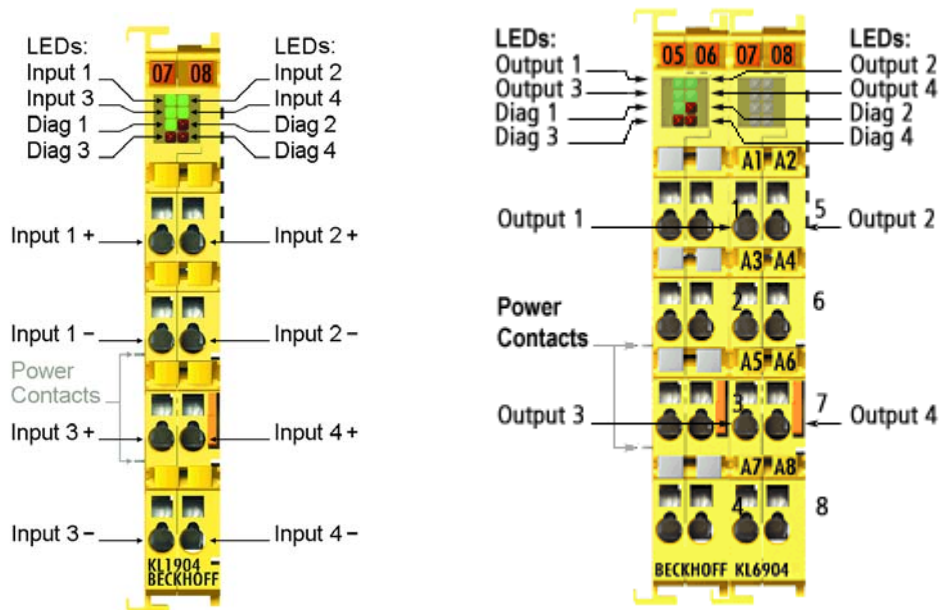 LEDs:
Input 1
Input 3
Diag 1
Diag 3
LEDs:
Input 2
Input 4
Diag 2
Diag 4
07 08
Input 1 +
Input 2 +
Input 1 −
Input 2 −
Power
Contacts
Input 3 +
Input 4 +
Input 3 −
Input 4 −
KL1904
BECKHOFF
LEDs:
Output 1
Output 3
Diag 1
Diag 3
LEDs:
Output 2
Output 4
Diag 2
Diag 4
05 06 07 08
A1 A2
Output 1
1
5
Output 2
A3 A4
Power
Contacts
2
6
A5 A6
Output 3
3
7
Output 4
A7 A8
4
8
BECKHOFF KL6904